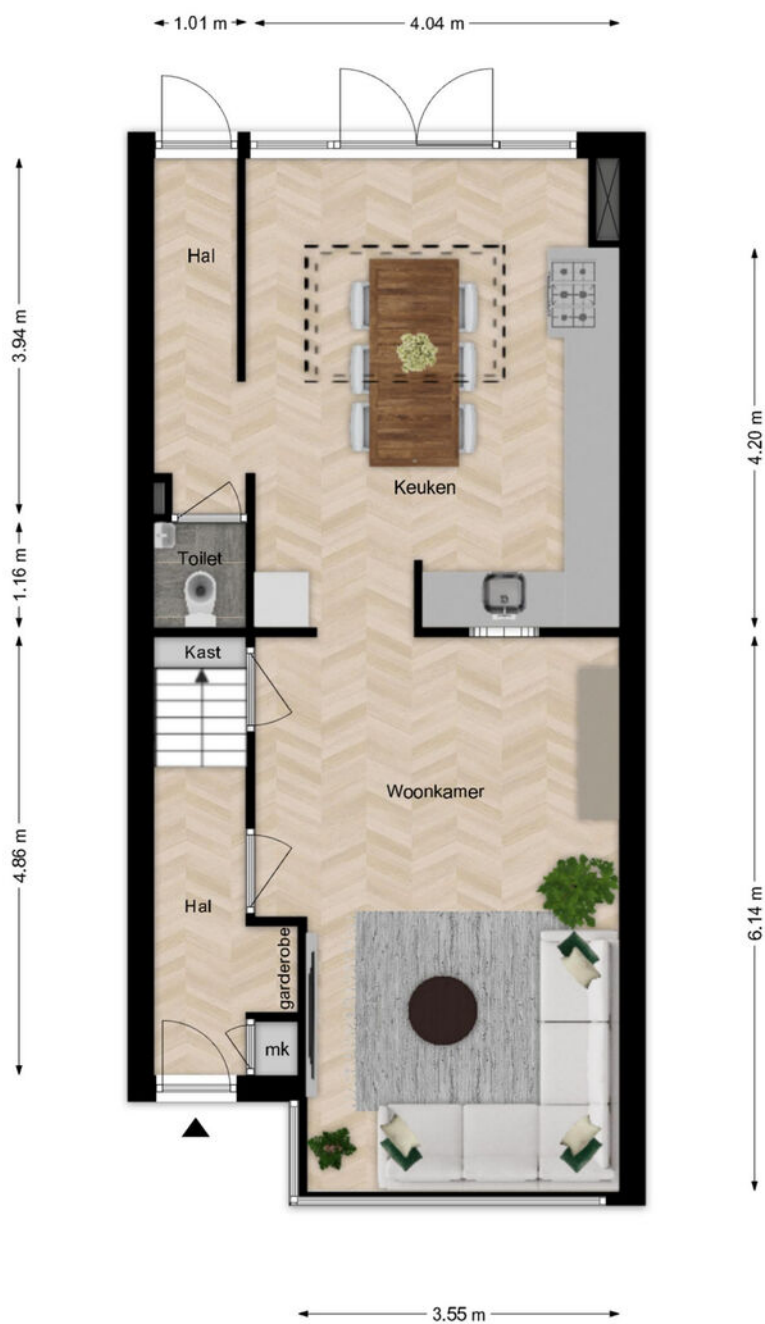 1.01 m
4.04 m
Hal
3.94 m
4.20 m
Keuken
Toilet
1.16 m
Kast
Woonkamer
4.86 m
Hal
6.14 m
garderobe
mk
3.55 m